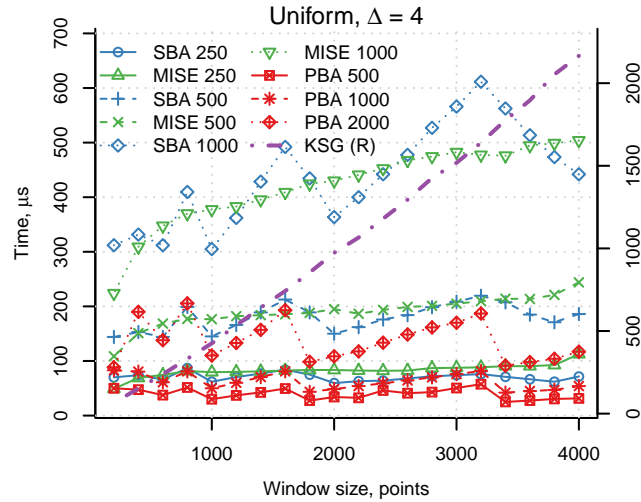 Uniform, Δ = 4
Time, µs
700
600
500
400
300
200
100
0
SBA 250
MISE 250
SBA 500
MISE 500
SBA 1000
MISE 1000
PBA 500
PBA 1000
PBA 2000
KSG (R)
2000
1500
1000
500
0
1000
2000
3000
4000
Window size, points